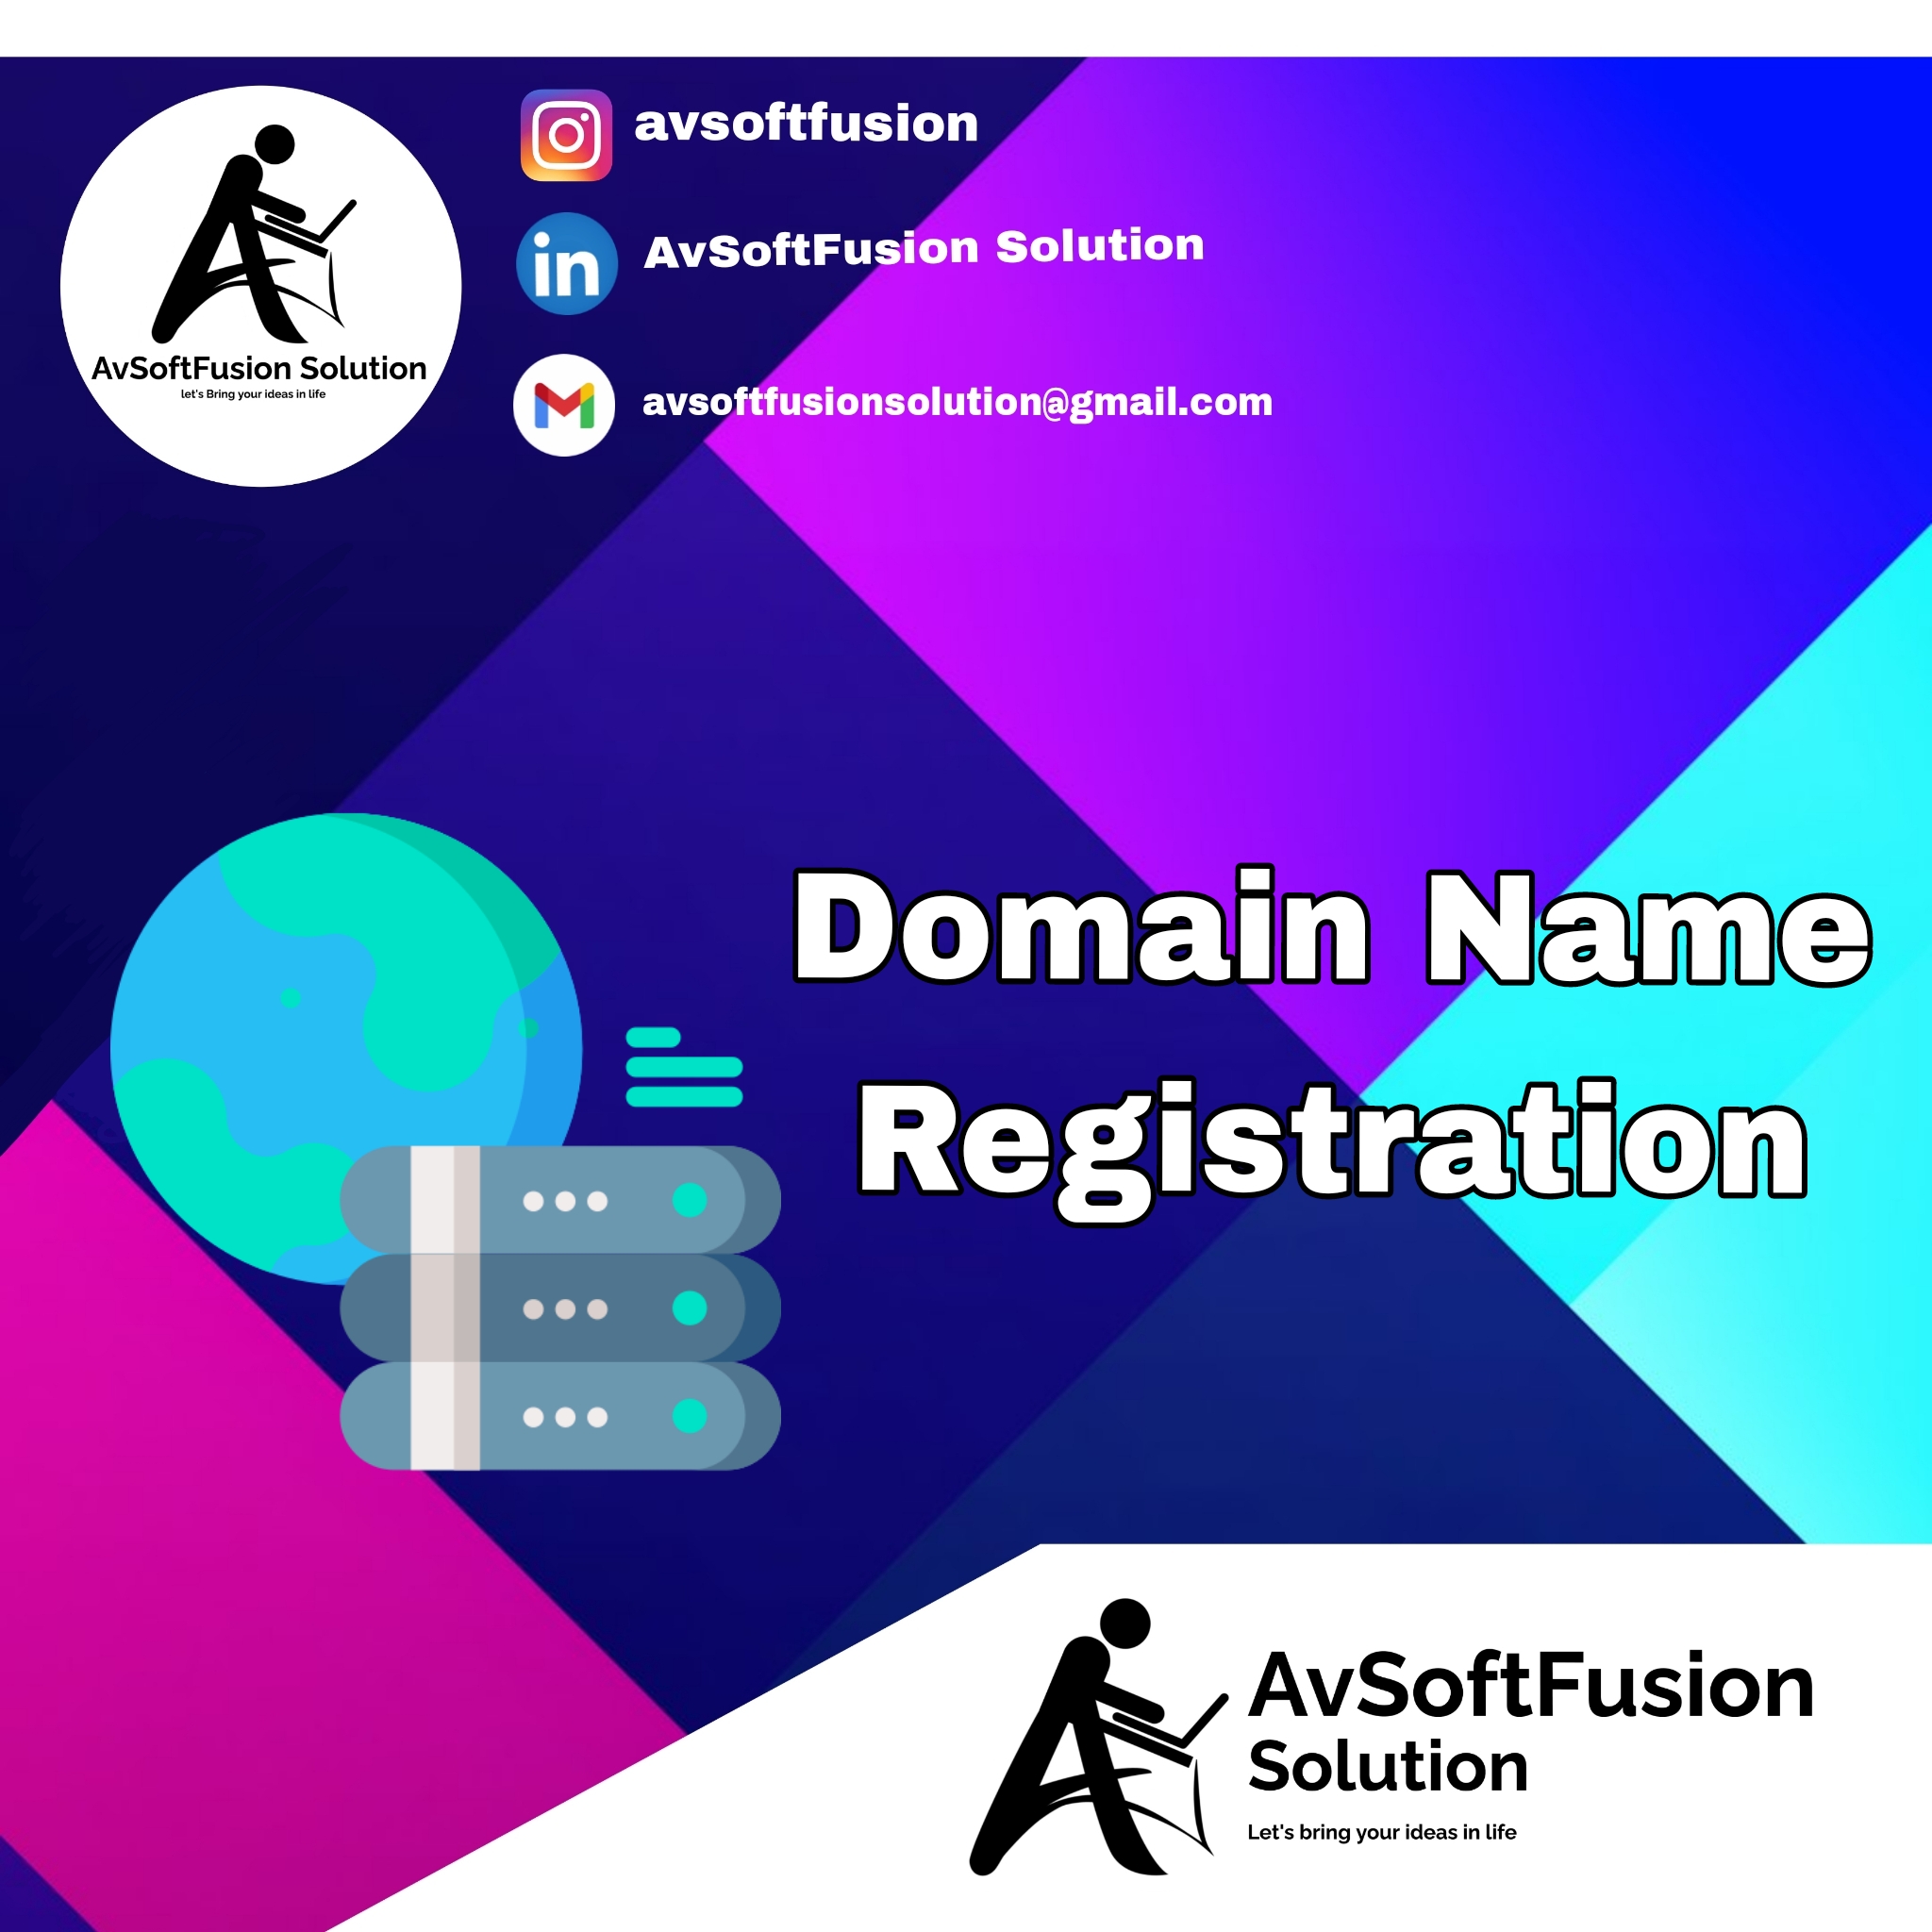 avsoftfusion
in
AvSoftFusion Solution
avsoftfusionsolution@gmail.com
AvSoftFusion Solution
let's Bring your ideas in life
Domain Name
Registration
AvSoftFusion
Solution
Let's bring your ideas in life